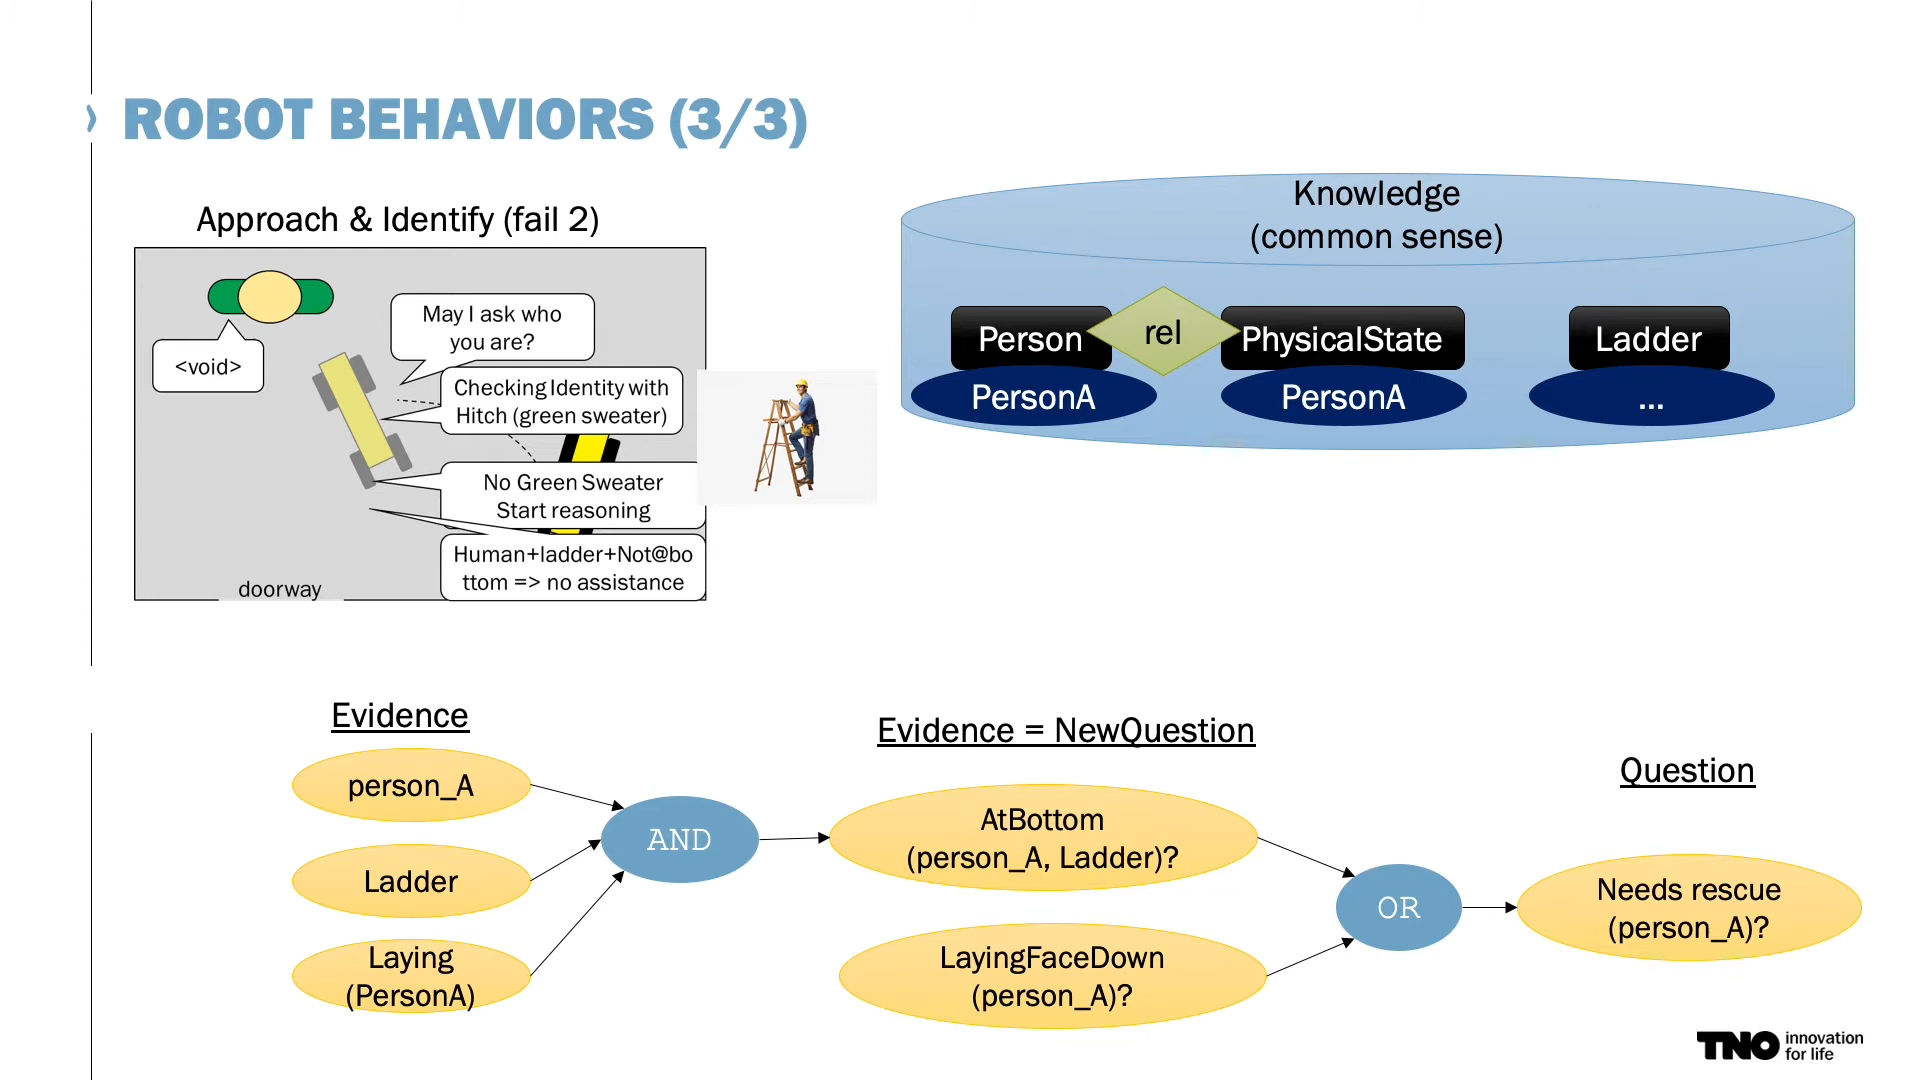 ROBOT BEHAVIORS (3/3)
Approach & Identify (fail 2)
<void>
May I ask who
you are?
Checking Identity with
Hitch (green sweater)
No Green Sweater
Start reasoning
Human+ladder+Not@bo
ttom => no assistance
doorway
Knowledge
(common sense)
Person
rel
PhysicalState
Ladder
PersonA
PersonA
...
Evidence
person_A
Ladder
Laying
(PersonA)
AND
Evidence = NewQuestion
AtBottom
(person_A, Ladder)?
LayingFaceDown
(person_A)?
OR
Question
Needs rescue
(person_A)?
TNO innovation
for life